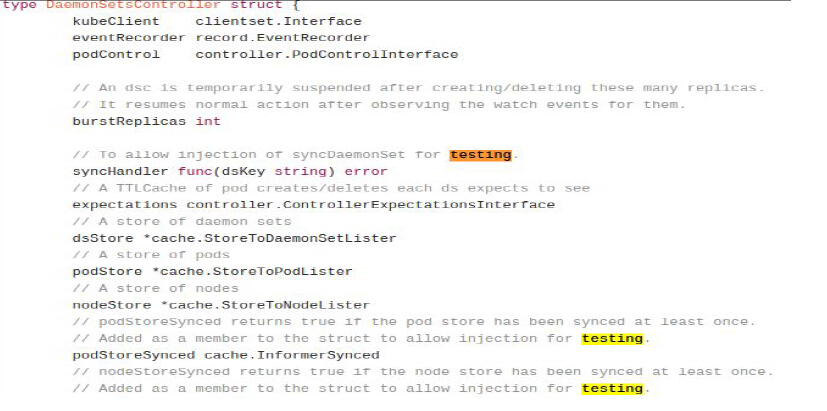 type DaemonSetsController struct {
kubeClient clientset.Interface
eventRecorder record.EventRecorder
podControl controller.PodControlInterface
// An dsc is temporarily suspended after creating/deleting these many replicas.
// It resumes normal action after observing the watch events for them.
burstReplicas int
// To allow injection of syncDaemonSet for testing.
syncHandler func(dsKey string) error
// A TTLCache of pod creates/deletes each ds expects to see
expectations controller.ControllerExpectationsInterface
// A store of daemon sets
dsStore *cache.StoreToDaemonSetLister
// A store of pods
podStore *cache.StoreToPodLister
// A store of nodes
nodeStore *cache.StoreToNodeLister
// podStoreSynced returns true if the pod store has been synced at least once.
// Added as a member to the struct to allow injection for testing.
podStoreSynced cache.InformerSynced
// nodeStoreSynced returns true if the node store has been synced at least once.
// Added as a member to the struct to allow injection for testing.